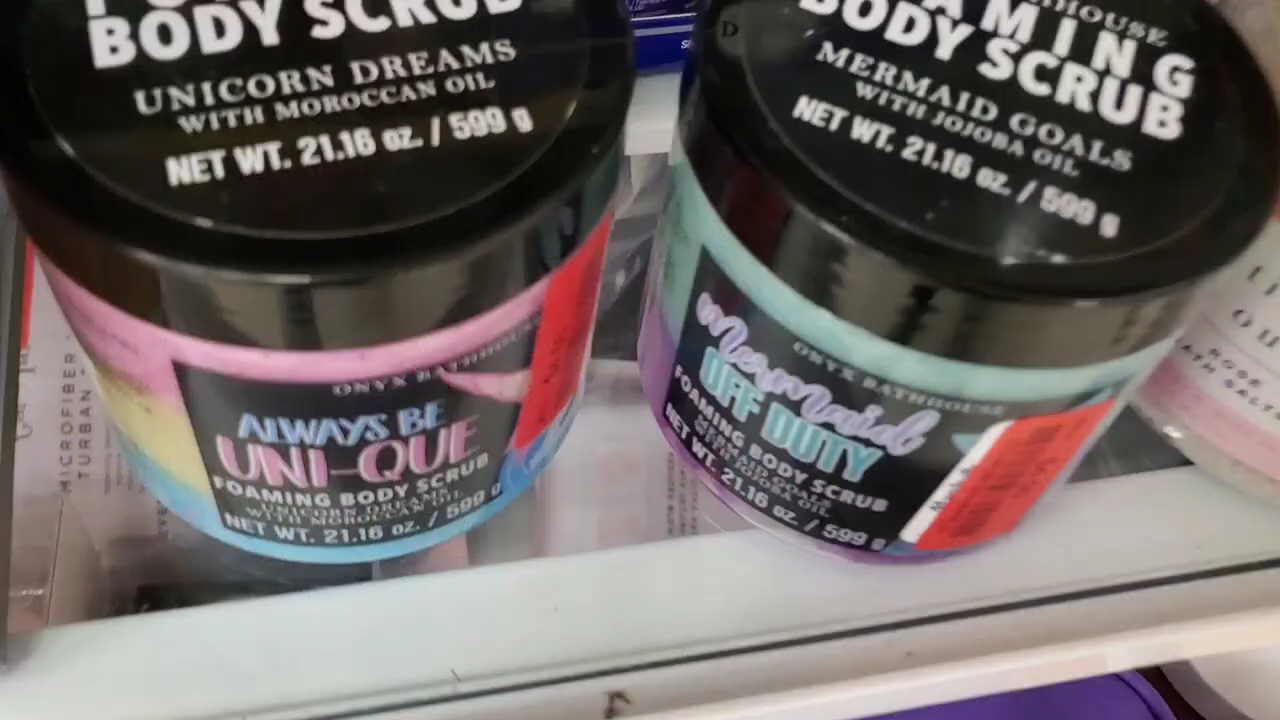 BODY SCRUB
UNICORN DREAMS
WITH MOROCCAN OIL
NET WT. 21.16 oz. / 599 g
ONYX BATHHOUSE
ALWAYS BE
UNI-QUE
FOAMING BODY SCRUB
UNICORN DREAMS
WITH MOROCCAN OIL
NET WT. 21.16 oz. / 599 g
BODY SCRUB
MERMAID GOALS
WITH JOJOBA OIL
NET WT. 21.16 oz. / 599 g
ONYX BATHHOUSE
Mermaid
OFF DUTY
FOAMING BODY SCRUB
MERMAID GOALS
WITH JOJOBA OIL
NET WT. 21.16 oz. / 599 g
MICROFIBER
TURBAN
ROSE